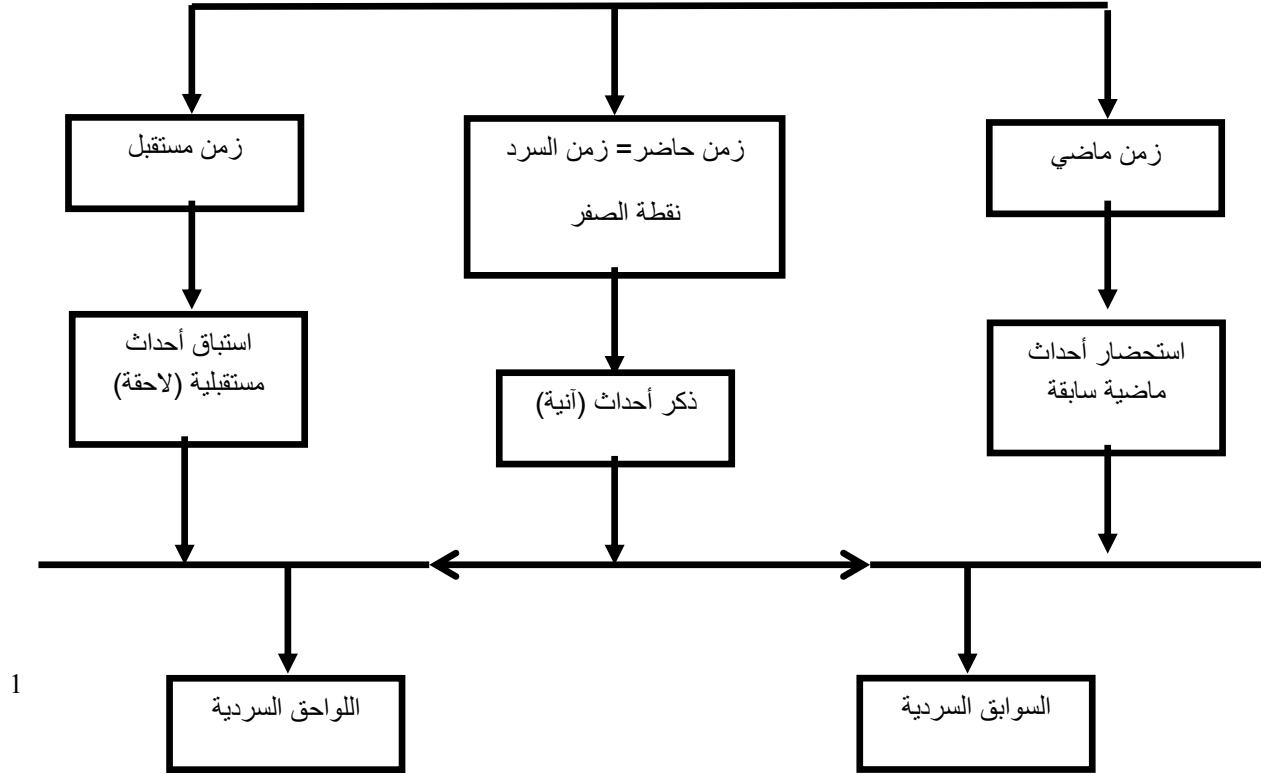 زمن ماضي
زمن حاضر= زمن السرد
نقطة الصفر
زمن مستقبل
استحضار أحداث
ماضية سابقة
ذكر أحداث (آنية)
استباق أحداث
مستقبلية (لاحقة)
السوابق السردية
اللواحق السردية
1